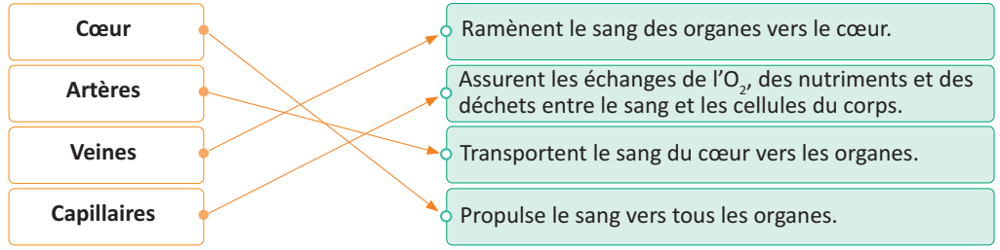 Cœur
Ramènent le sang des organes vers le cœur.
Artères
Assurent les échanges de l’O₂, des nutriments et des
déchets entre le sang et les cellules du corps.
Veines
Transportent le sang du cœur vers les organes.
Capillaires
Propulse le sang vers tous les organes.